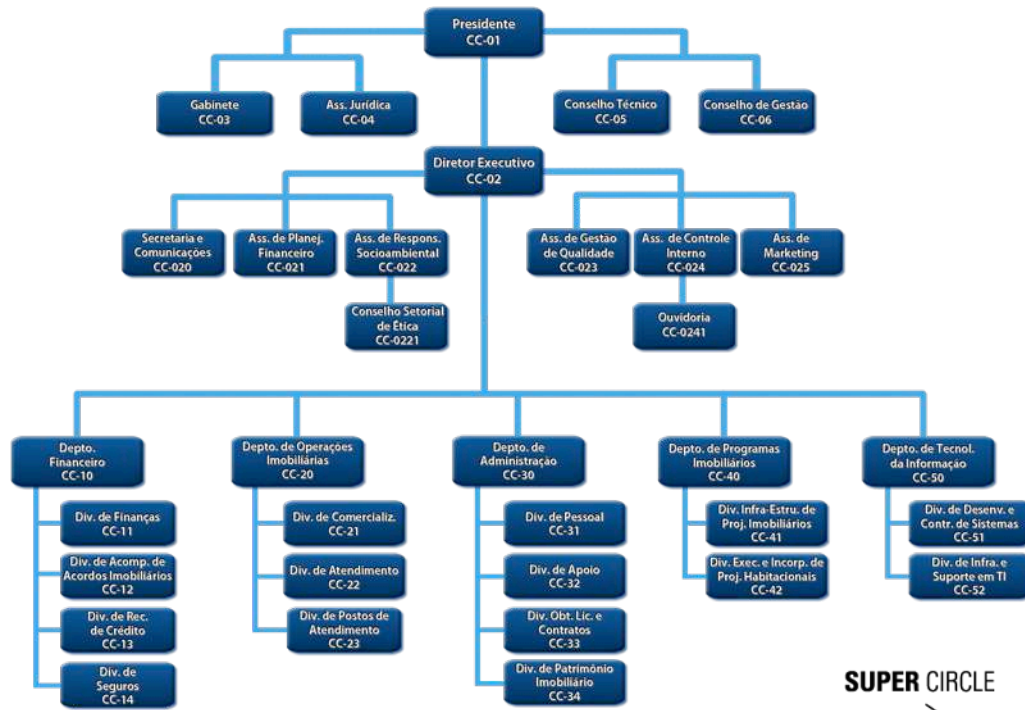 Presidente
CC-01
Gabinete
CC-03
Ass. Jurídica
CC-04
Conselho Técnico
CC-05
Conselho de Gestão
CC-06
Diretor Executivo
CC-02
Secretaria e
Comunicações
CC-020
Ass. de Planej.
Financeiro
CC-021
Ass. de Respons.
Socioambiental
CC-022
Ass. de Gestão
de Qualidade
CC-023
Ass. de Controle
Interno
CC-024
Ass. de
Marketing
CC-025
Conselho Setorial
de Ética
CC-0221
Ouvidoria
CC-0241
Depto.
Financeiro
CC-10
Depto. de Operações
Imobiliárias
CC-20
Depto. de
Administração
CC-30
Depto. de Programas
Imobiliários
CC-40
Depto. de Tecnol.
da Informação
CC-50
Div. de Finanças
CC-11
Div. de Acomp. de
Acordos Imobiliários
CC-12
Div. de Rec.
de Crédito
CC-13
Div. de
Seguros
CC-14
Div. de Comercializ.
CC-21
Div. de Atendimento
CC-22
Div. de Postos de
Atendimento
CC-23
Div. de Pessoal
CC-31
Div. de Apoio
CC-32
Div. Obt. Lic. e
Contratos
CC-33
Div. de Patrimônio
Imobiliário
CC-34
Div. Infra-Estru. de
Proj. Imobiliários
CC-41
Div. Exec. e Incorp. de
Proj. Habitacionais
CC-42
Div. de Desenv. e
Contr. de Sistemas
CC-51
Div. de Infra. e
Suporte em TI
CC-52
SUPER CIRCLE